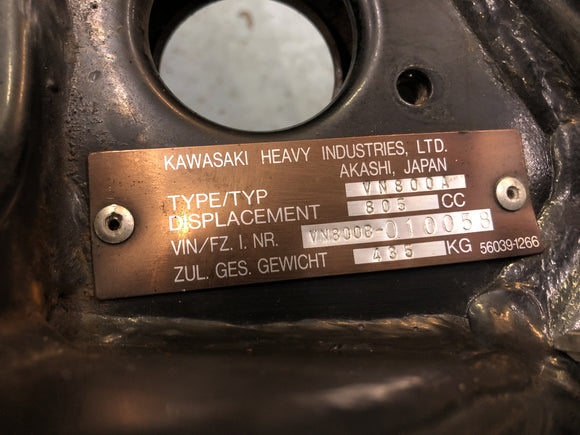 KAWASAKI HEAVY INDUSTRIES, LTD.
AKASHI, JAPAN
TYPE/TYP VN800A
DISPLACEMENT 805 CC
VIN/FZ. I. NR. VN800B-010058
ZUL. GES. GEWICHT 435 KG 56039-1266